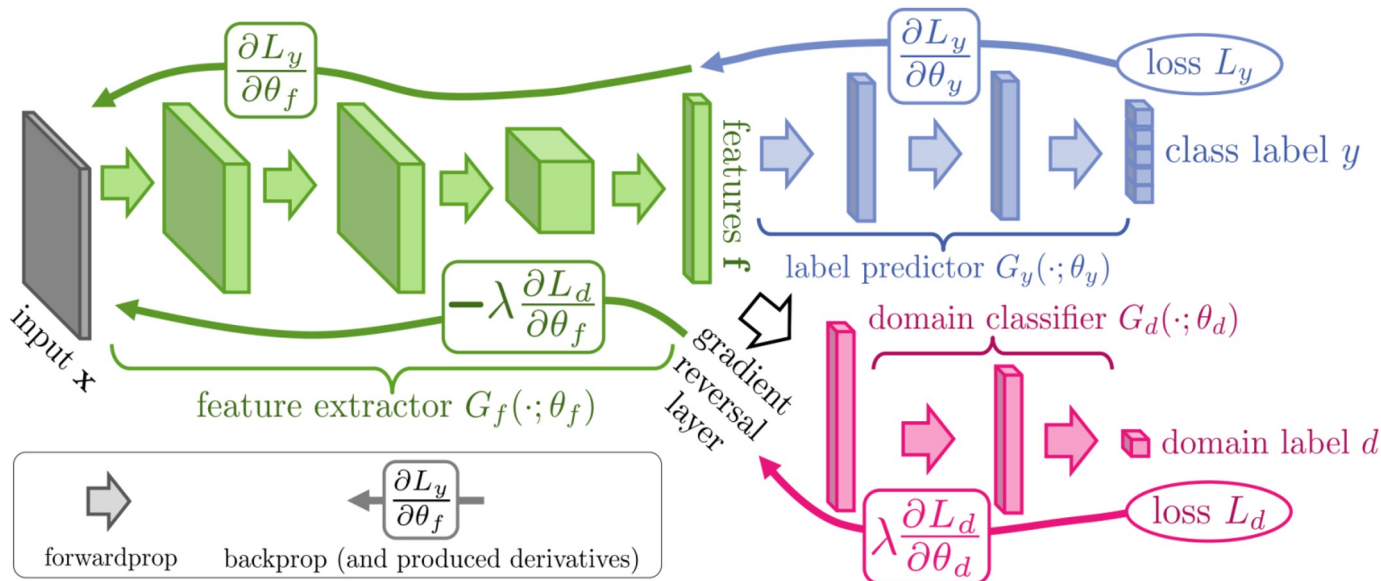 ∂L_y/∂θ_f
∂L_y/∂θ_y
loss L_y
features f
class label y
label predictor G_y(·; θ_y)
input x
−λ ∂L_d/∂θ_f
feature extractor G_f(·; θ_f)
gradient
reversal
layer
domain classifier G_d(·; θ_d)
domain label d
λ ∂L_d/∂θ_d
loss L_d
forwardprop
∂L_y/∂θ_f
backprop (and produced derivatives)